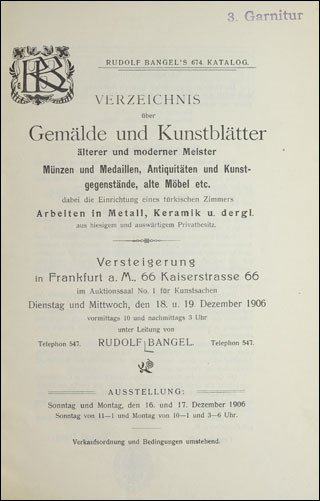 3. Garnitur
RB
RUDOLF BANGEL'S 674. KATALOG.
VERZEICHNIS
über
Gemälde und Kunstblätter
älterer und moderner Meister
Münzen und Medaillen, Antiquitäten und Kunst-
gegenstände, alte Möbel etc.
dabei die Einrichtung eines türkischen Zimmers
Arbeiten in Metall, Keramik u. dergl.
aus hiesigem und auswärtigem Privatbesitz.
Versteigerung
in Frankfurt a. M., 66 Kaiserstrasse 66
im Auktionssaal No. 1 für Kunstsachen
Dienstag und Mittwoch, den 18. u. 19 Dezember 1906
vormittags 10 und nachmittags 3 Uhr
unter Leitung von
Telephon 547. RUDOLF BANGEL. Telephon 547.
AUSSTELLUNG:
Sonntag und Montag, den 16. und 17. Dezember 1906
Sonntag von 11—1 und Montag von 10—1 und 3—6 Uhr.
Verkaufsordnung und Bedingungen umstehend.